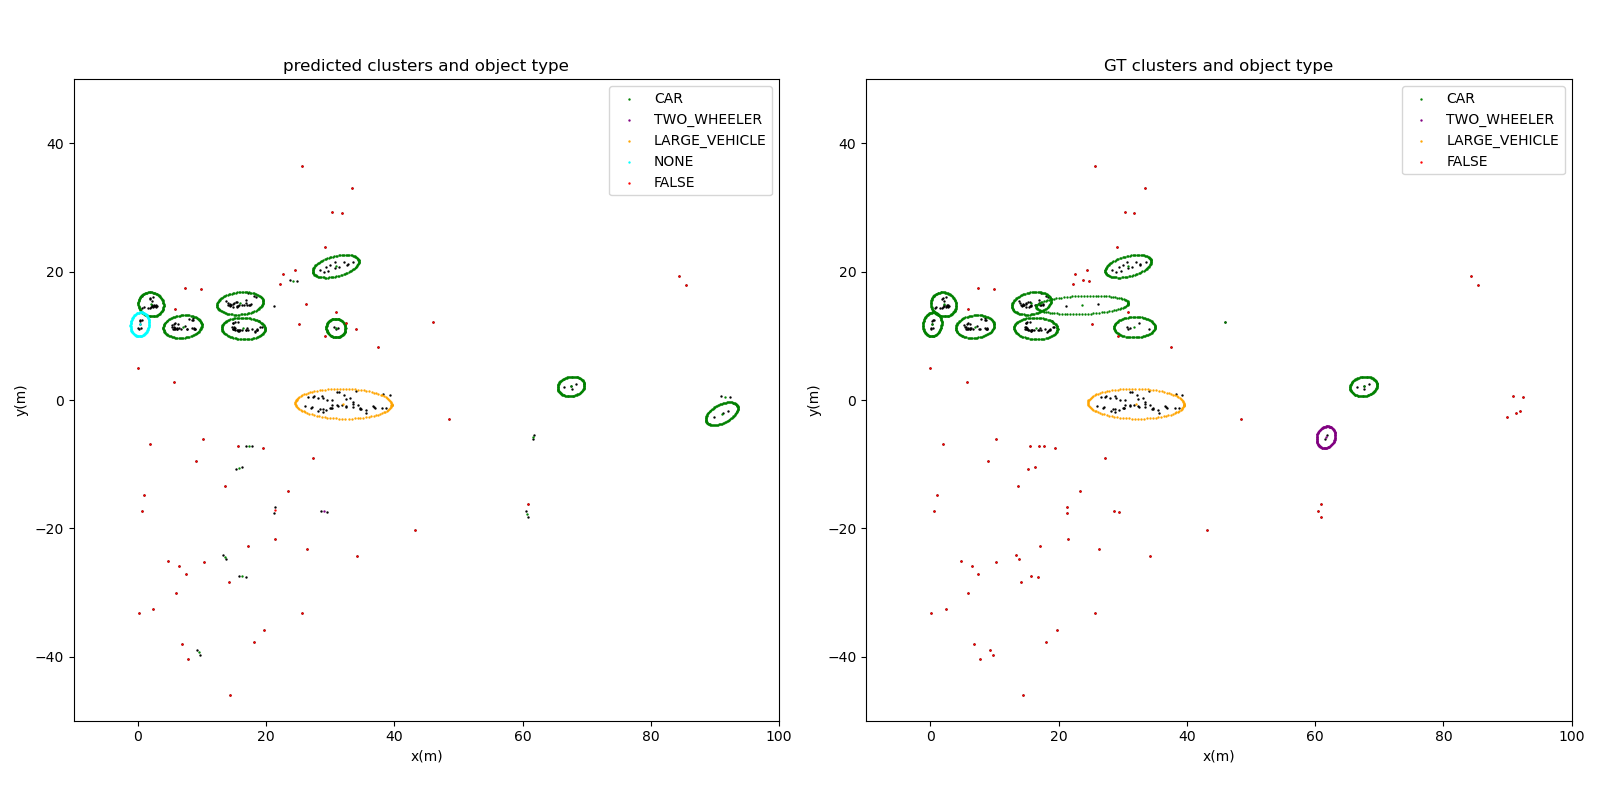 predicted clusters and object type
CAR
TWO_WHEELER
LARGE_VEHICLE
NONE
FALSE
y(m)
40
20
0
−20
−40
0
20
40
60
80
100
x(m)
GT clusters and object type
CAR
TWO_WHEELER
LARGE_VEHICLE
FALSE
y(m)
40
20
0
−20
−40
0
20
40
60
80
100
x(m)